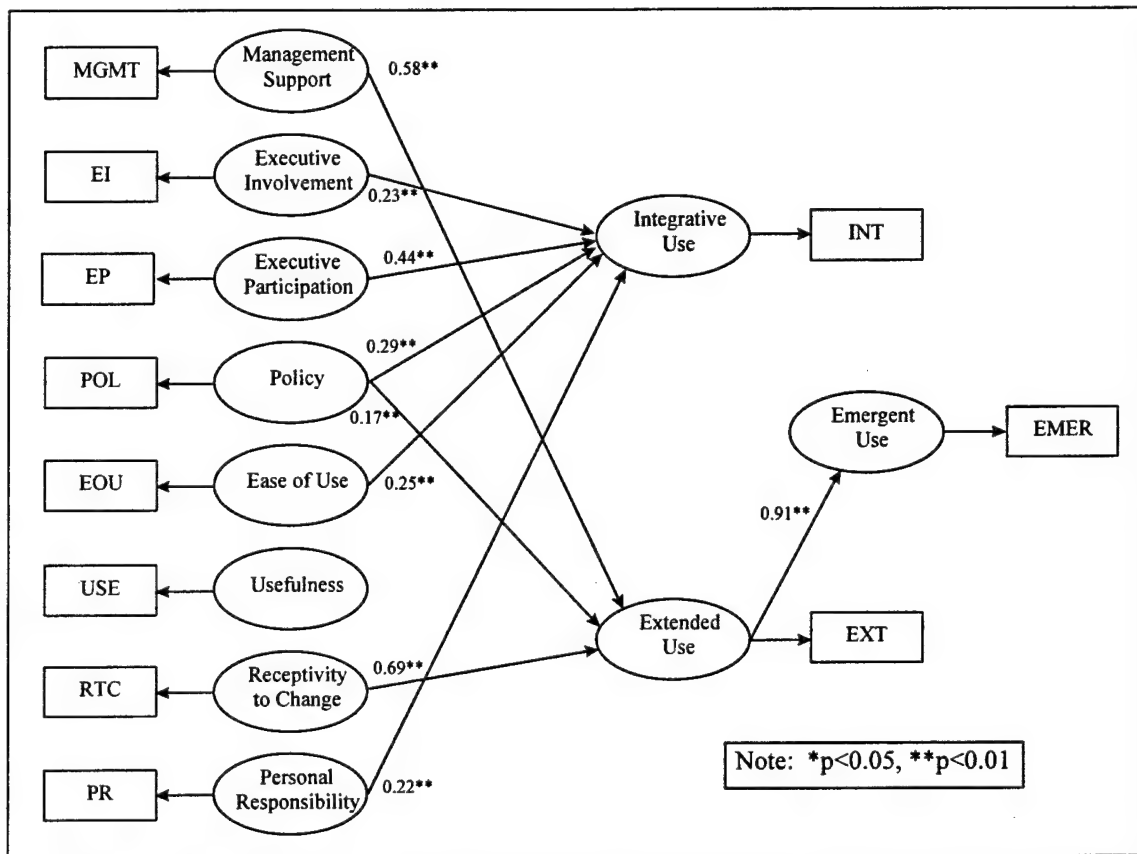 Management
Support
MGMT
0.58**
Executive
Involvement
EI
0.23**
Integrative
Use
INT
Executive
Participation
EP
0.44**
0.29**
Policy
POL
0.17**
Emergent
Use
EMER
Ease of Use
EOU
0.25**
0.91**
Usefulness
USE
Extended
Use
EXT
Receptivity
to Change
RTC
0.69**
Note: *p<0.05, **p<0.01
Personal
Responsibility
PR
0.22**